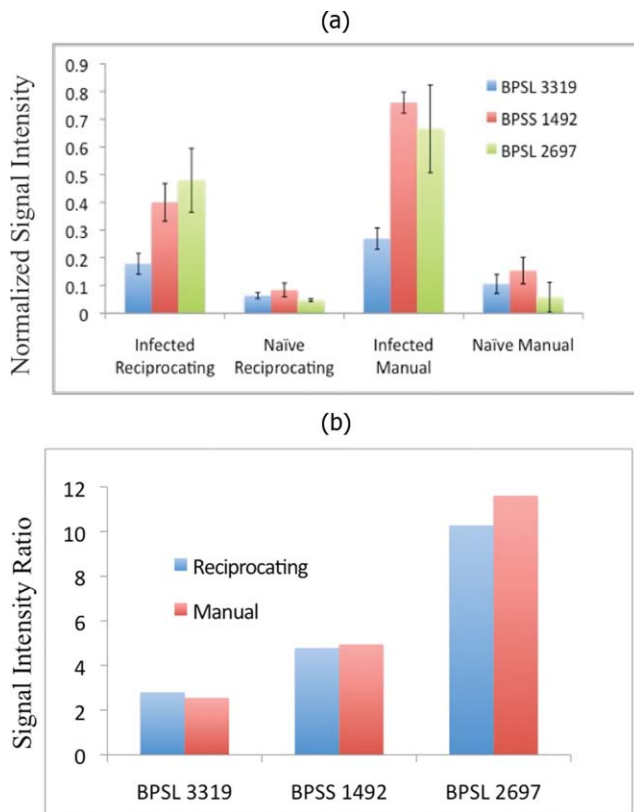 (a)
Normalized Signal Intensity
0.9
0.8
0.7
0.6
0.5
0.4
0.3
0.2
0.1
0
BPSL 3319
BPSS 1492
BPSL 2697
Infected
Reciprocating
Naïve
Reciprocating
Infected
Manual
Naïve Manual
(b)
Signal Intensity Ratio
12
10
8
6
4
2
0
Reciprocating
Manual
BPSL 3319
BPSS 1492
BPSL 2697